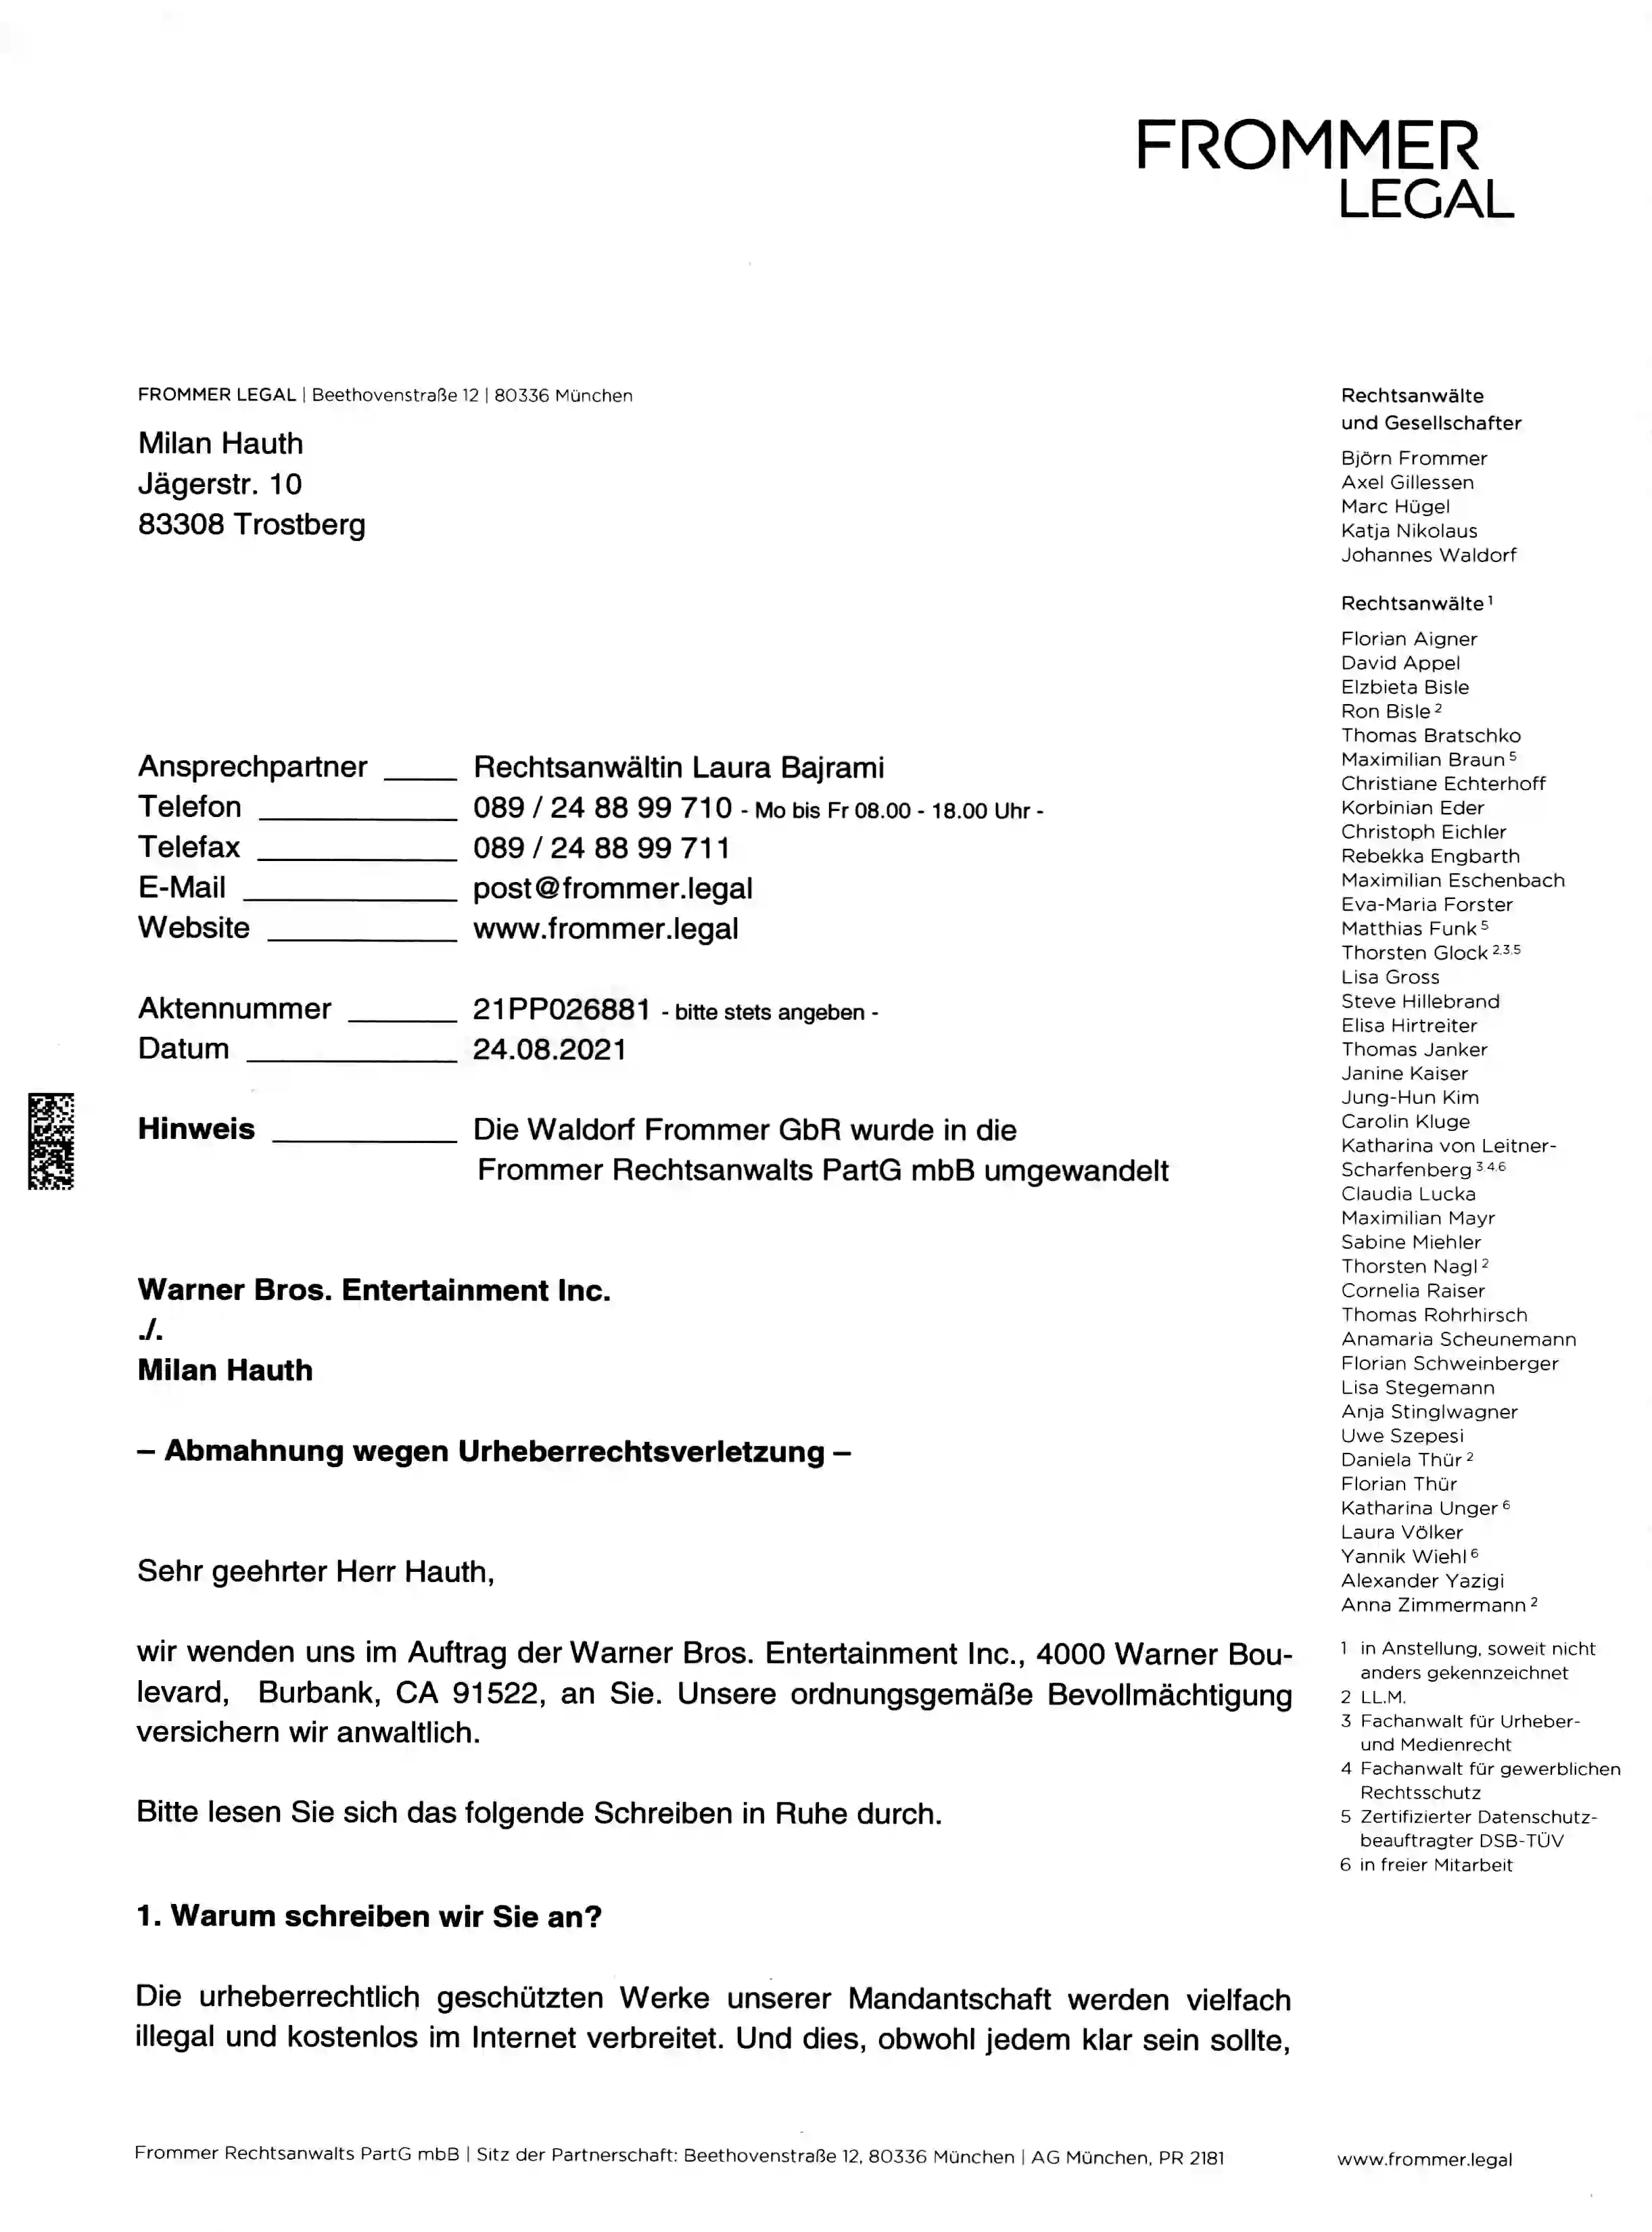 FROMMER
LEGAL
FROMMER LEGAL | Beethovenstraße 12 | 80336 München
Milan Hauth
Jägerstr. 10
83308 Trostberg
Ansprechpartner _____ Rechtsanwältin Laura Bajrami
Telefon _____ 089 / 24 88 99 710 - Mo bis Fr 08.00 - 18.00 Uhr -
Telefax _____ 089 / 24 88 99 711
E-Mail _____ post@frommer.legal
Website _____ www.frommer.legal
Aktennummer _____ 21PP026881 - bitte stets angeben -
Datum _____ 24.08.2021
Hinweis _____ Die Waldorf Frommer GbR wurde in die
Frommer Rechtsanwalts PartG mbB umgewandelt
Warner Bros. Entertainment Inc.
./.
Milan Hauth
– Abmahnung wegen Urheberrechtsverletzung –
Sehr geehrter Herr Hauth,
wir wenden uns im Auftrag der Warner Bros. Entertainment Inc., 4000 Warner Bou-
levard, Burbank, CA 91522, an Sie. Unsere ordnungsgemäße Bevollmächtigung
versichern wir anwaltlich.
Bitte lesen Sie sich das folgende Schreiben in Ruhe durch.
1. Warum schreiben wir Sie an?
Die urheberrechtlich geschützten Werke unserer Mandantschaft werden vielfach
illegal und kostenlos im Internet verbreitet. Und dies, obwohl jedem klar sein sollte,
Rechtsanwälte
und Gesellschafter
Björn Frommer
Axel Gillessen
Marc Hügel
Katja Nikolaus
Johannes Waldorf
Rechtsanwälte ¹
Florian Aigner
David Appel
Elzbieta Bisle
Ron Bisle ²
Thomas Bratschko
Maximilian Braun ⁵
Christiane Echterhoff
Korbinian Eder
Christoph Eichler
Rebekka Engbarth
Maximilian Eschenbach
Eva-Maria Forster
Matthias Funk ⁵
Thorsten Glock ²,³,⁵
Lisa Gross
Steve Hillebrand
Elisa Hirtreiter
Thomas Janker
Janine Kaiser
Jung-Hun Kim
Carolin Kluge
Katharina von Leitner-
Scharfenberg ³,⁴,⁶
Claudia Lucka
Maximilian Mayr
Sabine Miehler
Thorsten Nagl ²
Cornelia Raiser
Thomas Rohrhirsch
Anamaria Scheunemann
Florian Schweinberger
Lisa Stegemann
Anja Stinglwagner
Uwe Szepesi
Daniela Thür ²
Florian Thür
Katharina Unger ⁶
Laura Völker
Yannik Wiehl ⁶
Alexander Yazigi
Anna Zimmermann ²
1 in Anstellung, soweit nicht
anders gekennzeichnet
2 LL.M.
3 Fachanwalt für Urheber-
und Medienrecht
4 Fachanwalt für gewerblichen
Rechtsschutz
5 Zertifizierter Datenschutz-
beauftragter DSB-TÜV
6 in freier Mitarbeit
Frommer Rechtsanwalts PartG mbB | Sitz der Partnerschaft: Beethovenstraße 12, 80336 München | AG München, PR 2181
www.frommer.legal